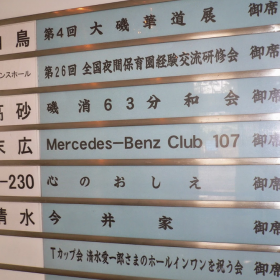 鳥 第4回 大磯華道展 御席
ンスホール 第26回 全国夜間保育園経験交流研修会 御席
高砂 磯消63分和会 御席
末広 Mercedes-Benz Club 107 御席
-230 心のおしえ 御席
清水 今井家 御席
Tカップ会 清水愛一郎さまのホールインワンを祝う会 御席